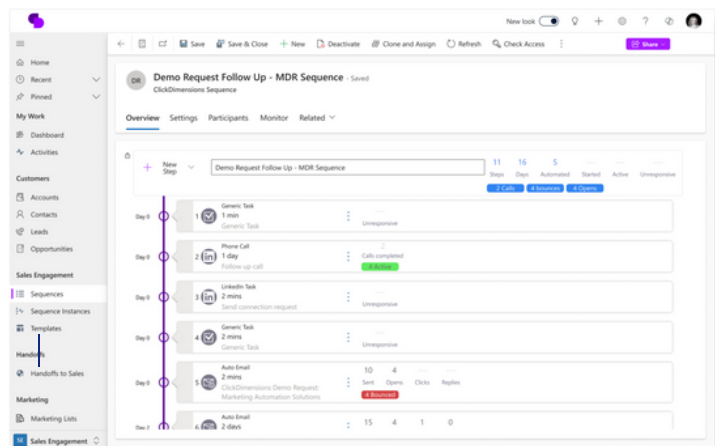 New look
Save
Save & Close
New
Deactivate
Clone and Assign
Refresh
Check Access
Share
Home
Recent
Pinned
My Work
Dashboard
Activities
Customers
Accounts
Contacts
Leads
Opportunities
Sales Engagement
Sequences
Sequence Instances
Templates
Handoffs
Handoffs to Sales
Marketing
Marketing Lists
SE Sales Engagement
DR
Demo Request Follow Up - MDR Sequence - Saved
ClickDimensions Sequence
Overview Settings Participants Monitor Related
New Step
Demo Request Follow Up - MDR Sequence
11 16 5
Steps Days Automated Started Active Unresponsive
2 Calls 4 bounces 4 Opens
Generic Task
Day 0 1 1 min
Generic Task Unresponsive
Phone Call 2
Day 0 2 in 1 day Calls completed
Follow up call 4 Active
Linkedin Task
Day 0 3 in 2 mins
Send connection request Unresponsive
Generic Task
Day 0 4 2 mins
Generic Task Unresponsive
Auto Email 10 4
Day 0 5 2 mins Sent Opens Clicks Replies
ClickDimensions Demo Request:
Marketing Automation Solutions 4 Bounced
Auto Email
Day 2 6 2 days 15 4 1 0